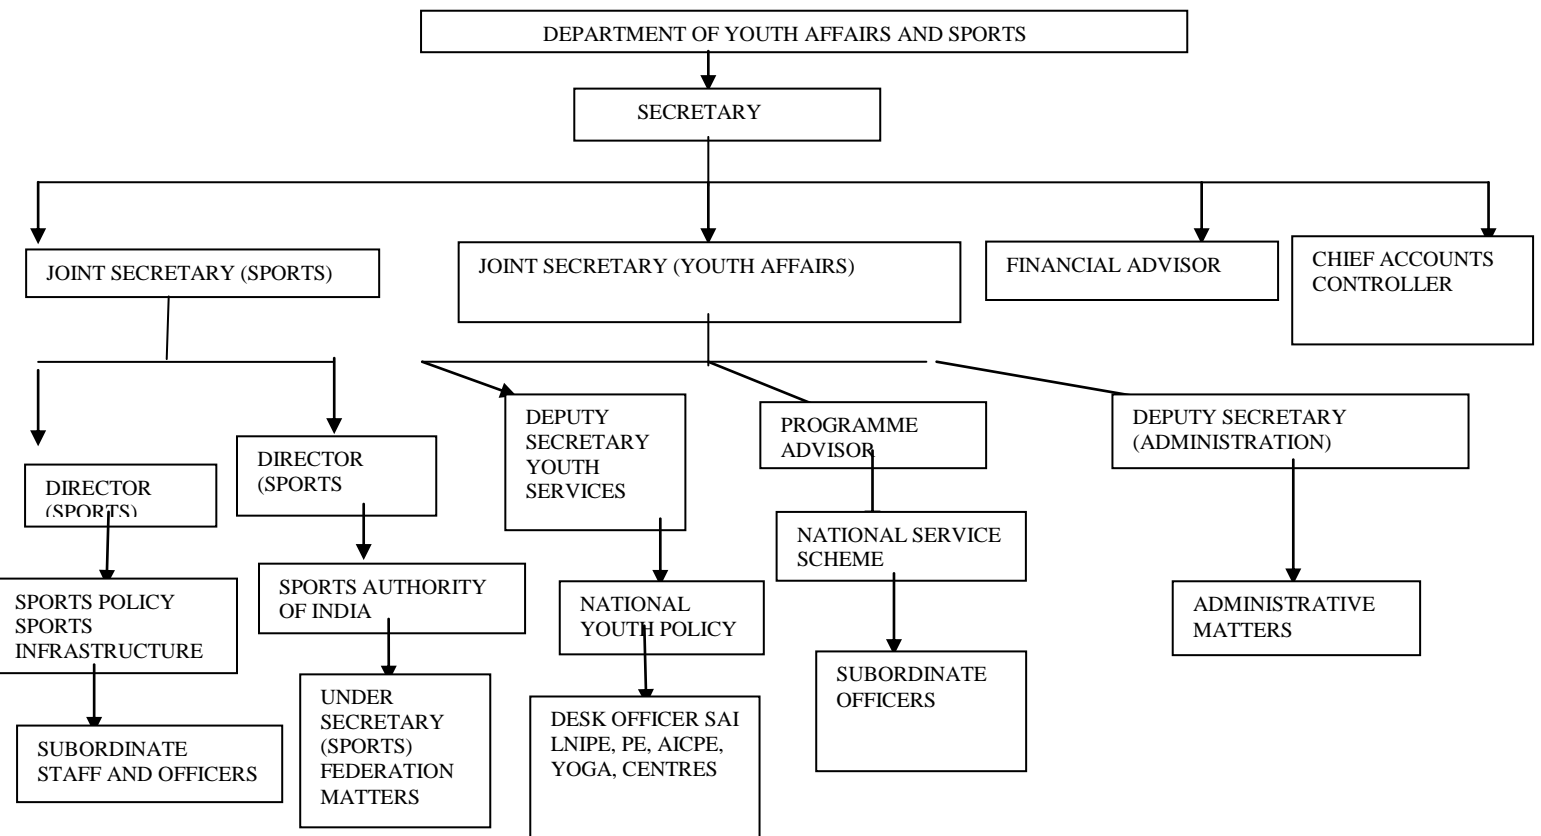 DEPARTMENT OF YOUTH AFFAIRS AND SPORTS
SECRETARY
JOINT SECRETARY (SPORTS)
JOINT SECRETARY (YOUTH AFFAIRS)
FINANCIAL ADVISOR
CHIEF ACCOUNTS
CONTROLLER
DIRECTOR
(SPORTS)
DIRECTOR
(SPORTS
DEPUTY
SECRETARY
YOUTH
SERVICES
PROGRAMME
ADVISOR
DEPUTY SECRETARY
(ADMINISTRATION)
SPORTS POLICY
SPORTS
INFRASTRUCTURE
SPORTS AUTHORITY
OF INDIA
NATIONAL
YOUTH POLICY
NATIONAL SERVICE
SCHEME
ADMINISTRATIVE
MATTERS
SUBORDINATE
STAFF AND OFFICERS
UNDER
SECRETARY
(SPORTS)
FEDERATION
MATTERS
DESK OFFICER SAI
LNIPE, PE, AICPE,
YOGA, CENTRES
SUBORDINATE
OFFICERS